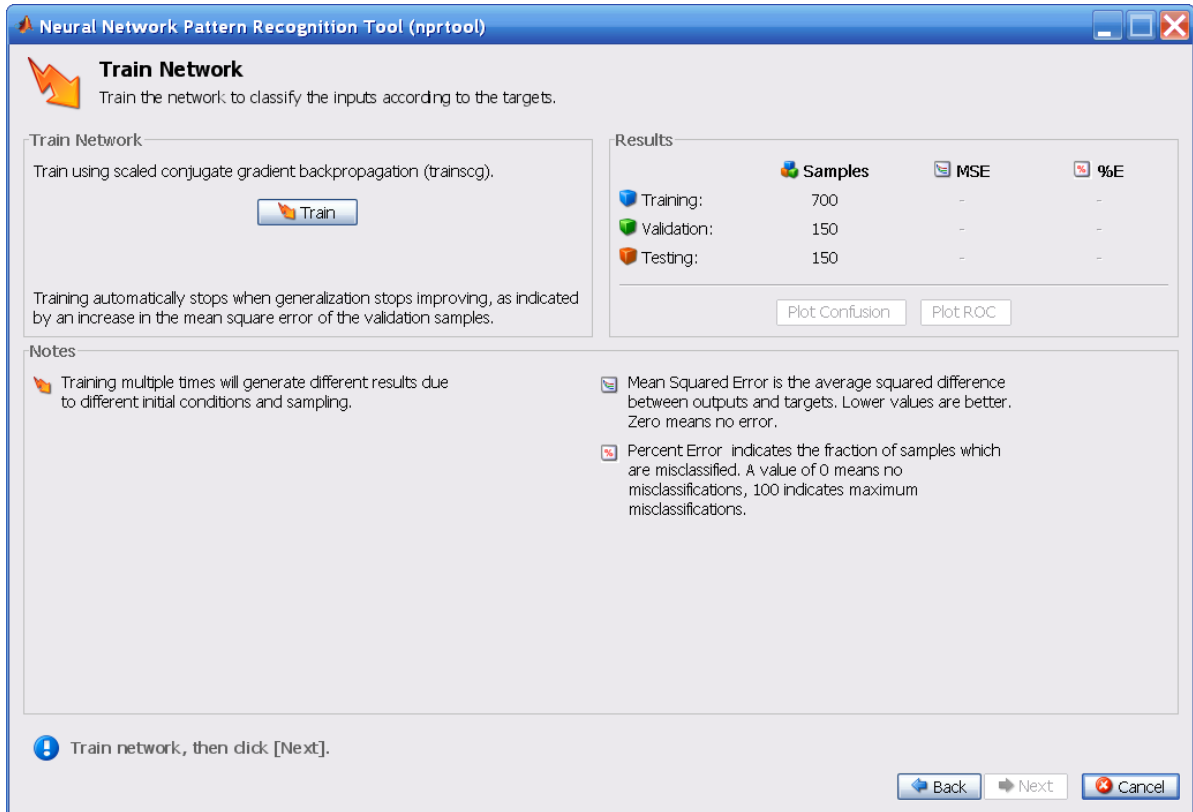 Neural Network Pattern Recognition Tool (nprtool)
Train Network
Train the network to classify the inputs according to the targets.
Train Network
Train using scaled conjugate gradient backpropagation (trainscg).
Train
Training automatically stops when generalization stops improving, as indicated
by an increase in the mean square error of the validation samples.
Results
Samples MSE %E
Training: 700 - -
Validation: 150 - -
Testing: 150 - -
Plot Confusion Plot ROC
Notes
Training multiple times will generate different results due
to different initial conditions and sampling.
Mean Squared Error is the average squared difference
between outputs and targets. Lower values are better.
Zero means no error.
Percent Error indicates the fraction of samples which
are misclassified. A value of 0 means no
misclassifications, 100 indicates maximum
misclassifications.
Train network, then click [Next].
Back Next Cancel